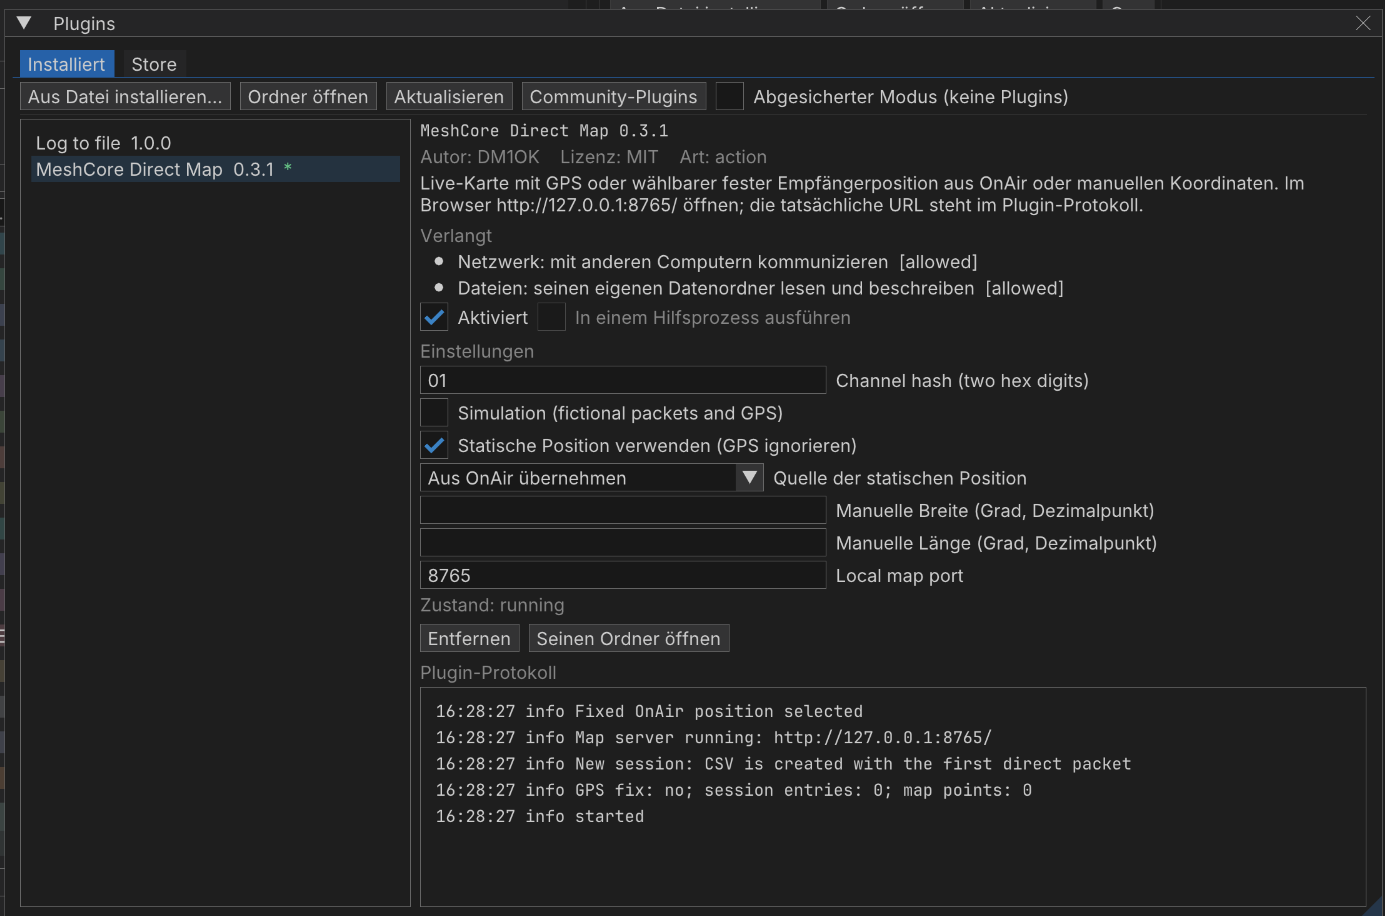 Plugins
Installiert Store
Aus Datei installieren... Ordner öffnen Aktualisieren Community-Plugins Abgesicherter Modus (keine Plugins)
Log to file 1.0.0
MeshCore Direct Map 0.3.1 *
MeshCore Direct Map 0.3.1
Autor: DM1OK Lizenz: MIT Art: action
Live-Karte mit GPS oder wählbarer fester Empfängerposition aus OnAir oder manuellen Koordinaten. Im
Browser http://127.0.0.1:8765/ öffnen; die tatsächliche URL steht im Plugin-Protokoll.
Verlangt
• Netzwerk: mit anderen Computern kommunizieren [allowed]
• Dateien: seinen eigenen Datenordner lesen und beschreiben [allowed]
Aktiviert In einem Hilfsprozess ausführen
Einstellungen
01 Channel hash (two hex digits)
Simulation (fictional packets and GPS)
Statische Position verwenden (GPS ignorieren)
Aus OnAir übernehmen Quelle der statischen Position
Manuelle Breite (Grad, Dezimalpunkt)
Manuelle Länge (Grad, Dezimalpunkt)
8765 Local map port
Zustand: running
Entfernen Seinen Ordner öffnen
Plugin-Protokoll
16:28:27 info Fixed OnAir position selected
16:28:27 info Map server running: http://127.0.0.1:8765/
16:28:27 info New session: CSV is created with the first direct packet
16:28:27 info GPS fix: no; session entries: 0; map points: 0
16:28:27 info started